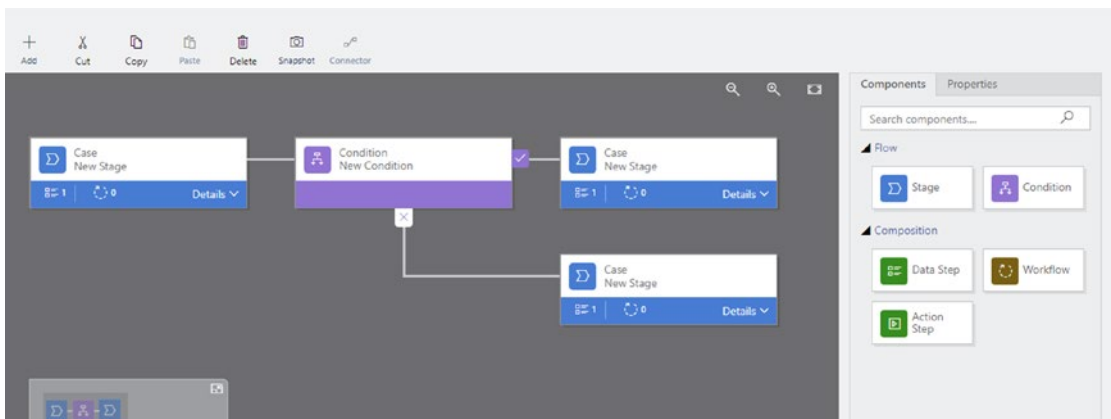 Add Cut Copy Paste Delete Snapshot Connector
Components Properties
Search components....
Flow
Stage Condition
Composition
Data Step Workflow
Action
Step
Case
New Stage
1 0 Details
Condition
New Condition
Case
New Stage
1 0 Details
Case
New Stage
1 0 Details